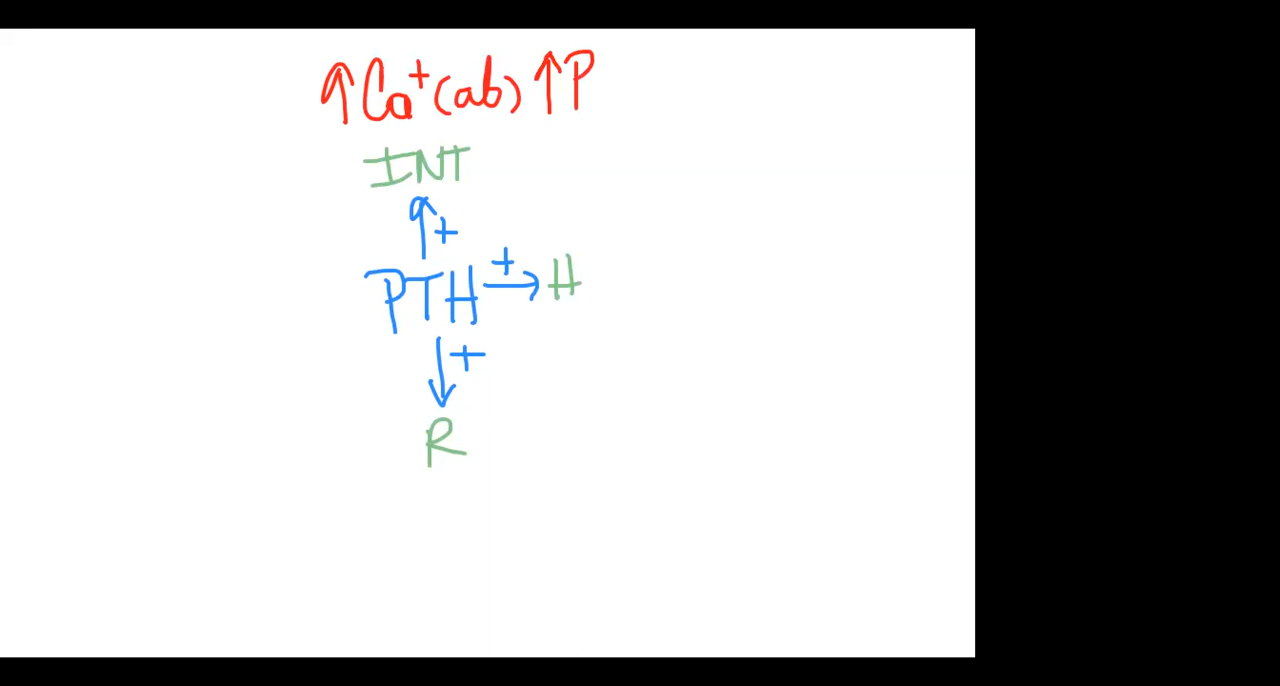 ↑Ca⁺(ab) ↑P
INT
↑+
PTH +→ H
↓+
R